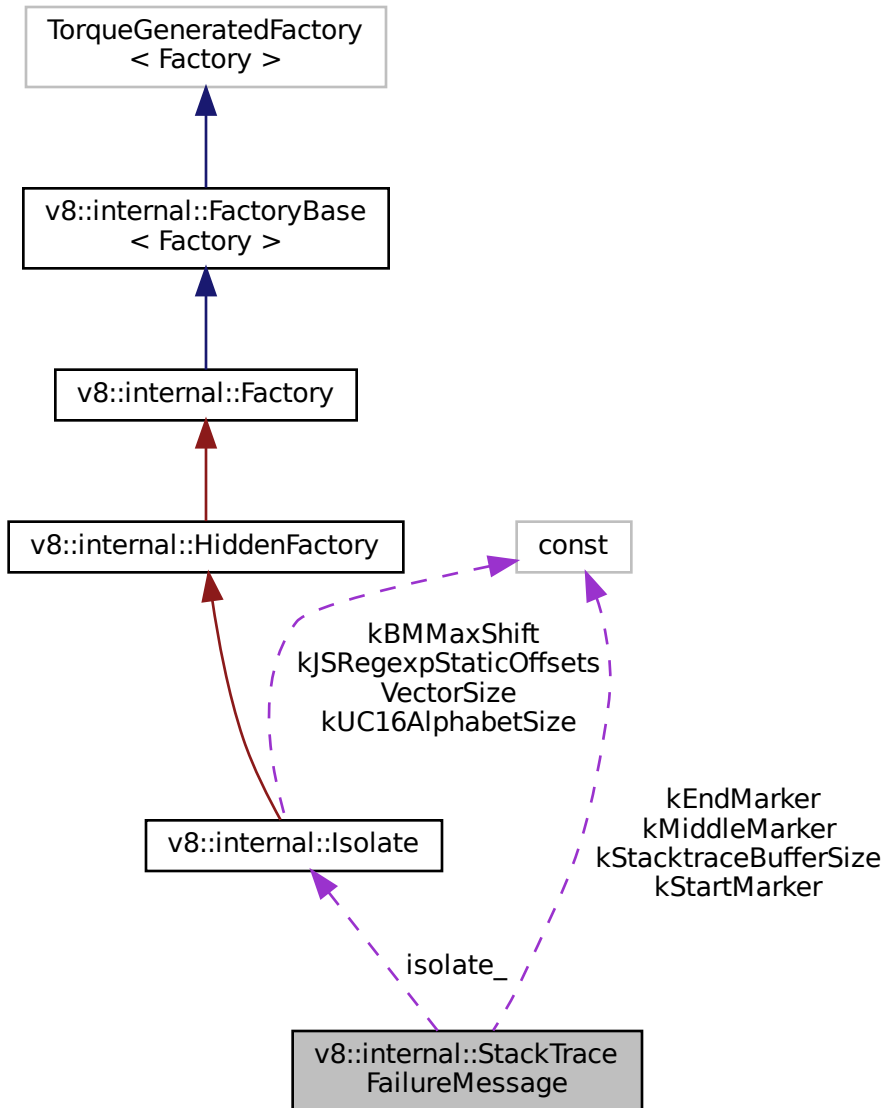 TorqueGeneratedFactory
< Factory >
v8::internal::FactoryBase
< Factory >
v8::internal::Factory
v8::internal::HiddenFactory
const
kBMMaxShift
kJSRegexpStaticOffsets
VectorSize
kUC16AlphabetSize
v8::internal::Isolate
kEndMarker
kMiddleMarker
kStacktraceBufferSize
kStartMarker
isolate_
v8::internal::StackTrace
FailureMessage